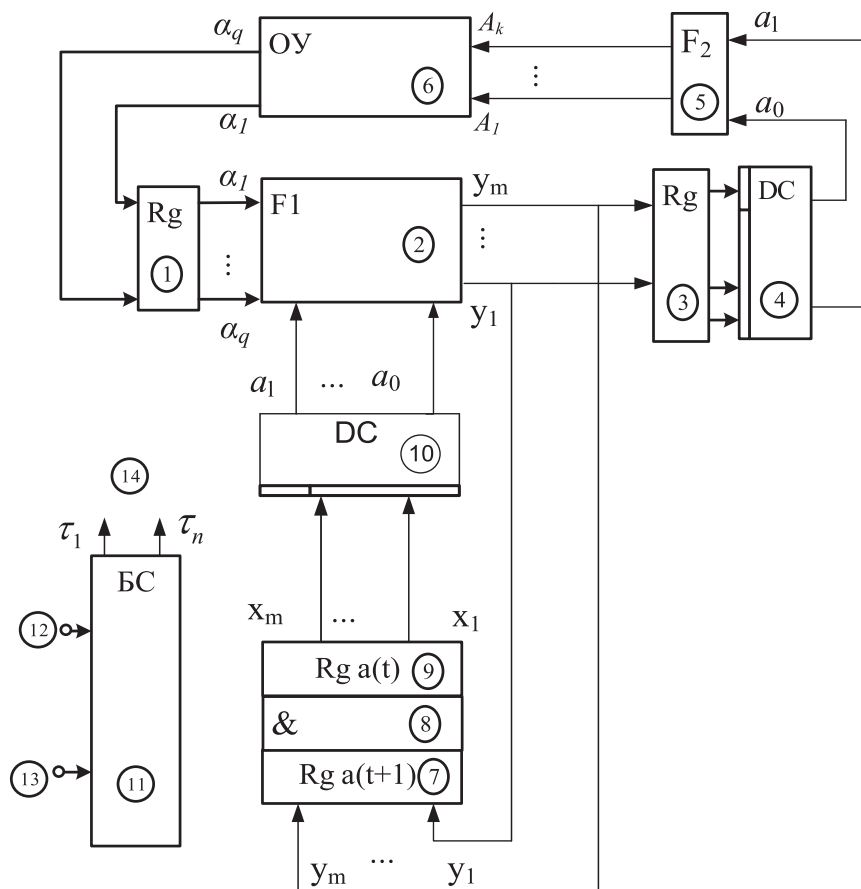 α_q ОУ A_k F_2 a_l
6 5
α_1 A_1 a_0
α_1 y_m
Rg F1 Rg DC
... 2 ...
1 3 4
α_q y_1
a_l ... a_0
DC
10
14
τ_1 τ_n
БС
12 x_m ... x_1
Rg a(t) 9
& 8
13 11 Rg a(t+1) 7
y_m ... y_1